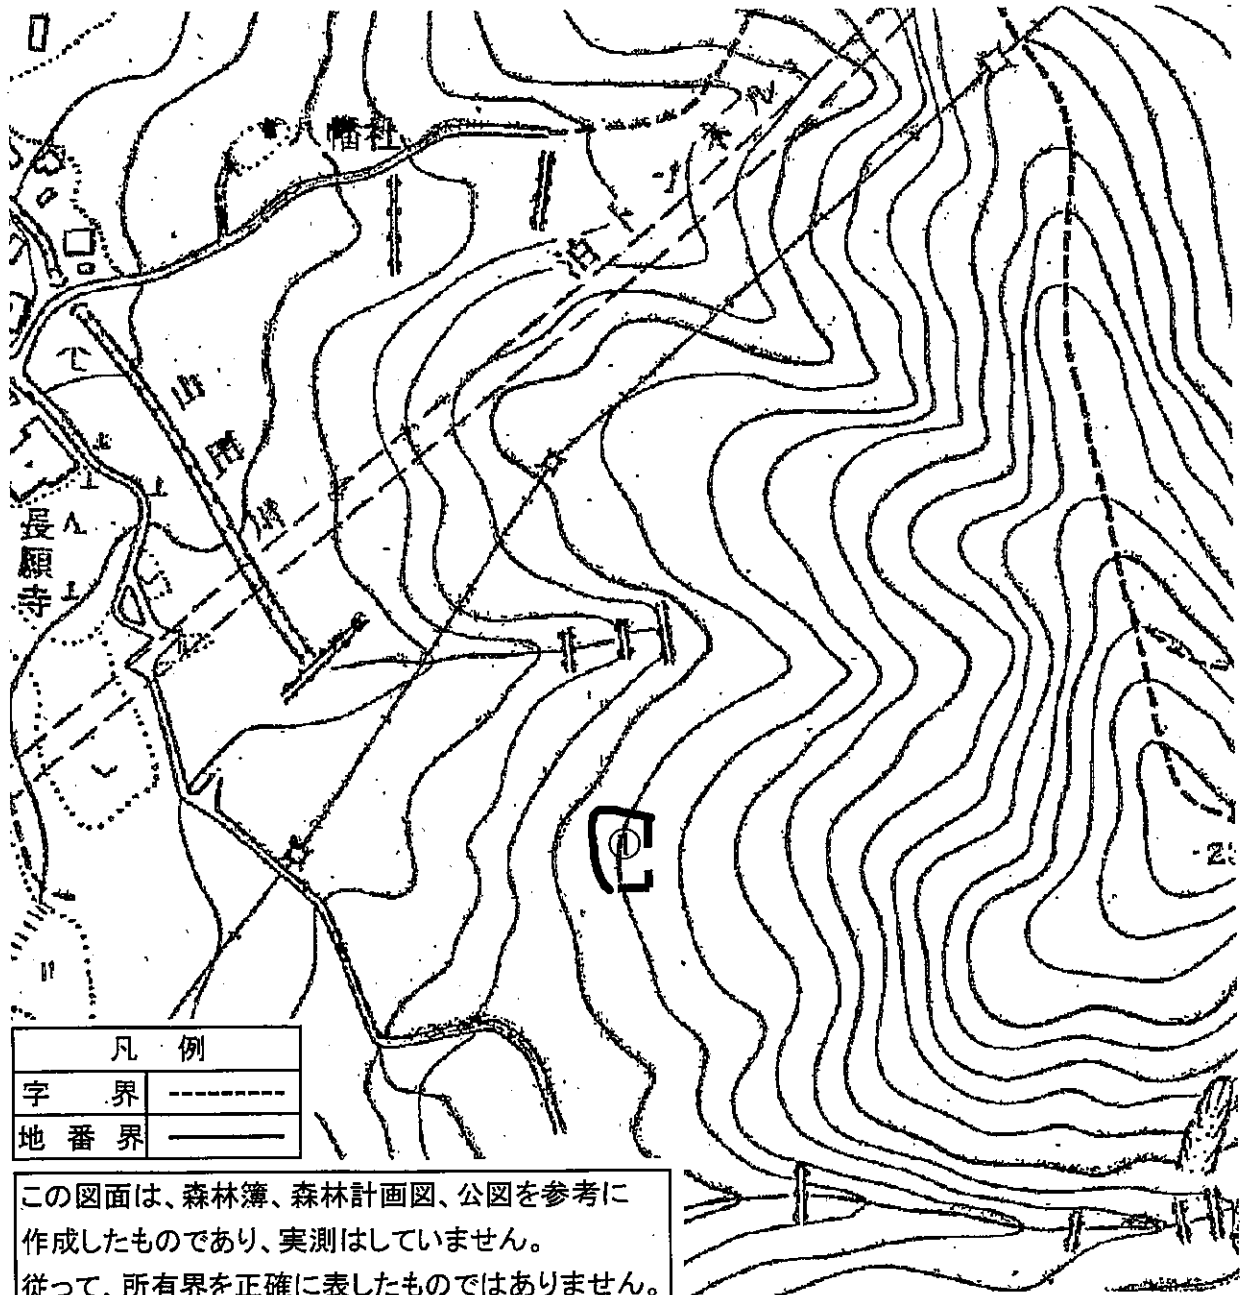 幡社
泊
山
長願寺
①
凡例
字界
地番界
この図面は、森林簿、森林計画図、公図を参考に
作成したものであり、実測はしていません。
従って、所有界を正確に表したものではありません。